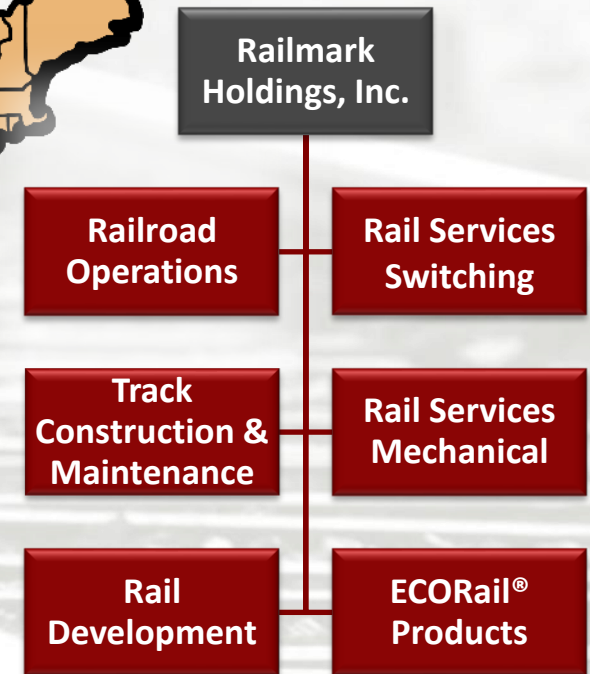 Railmark
Holdings, Inc.
Railroad
Operations
Rail Services
Switching
Track
Construction &
Maintenance
Rail Services
Mechanical
Rail
Development
ECORail®
Products